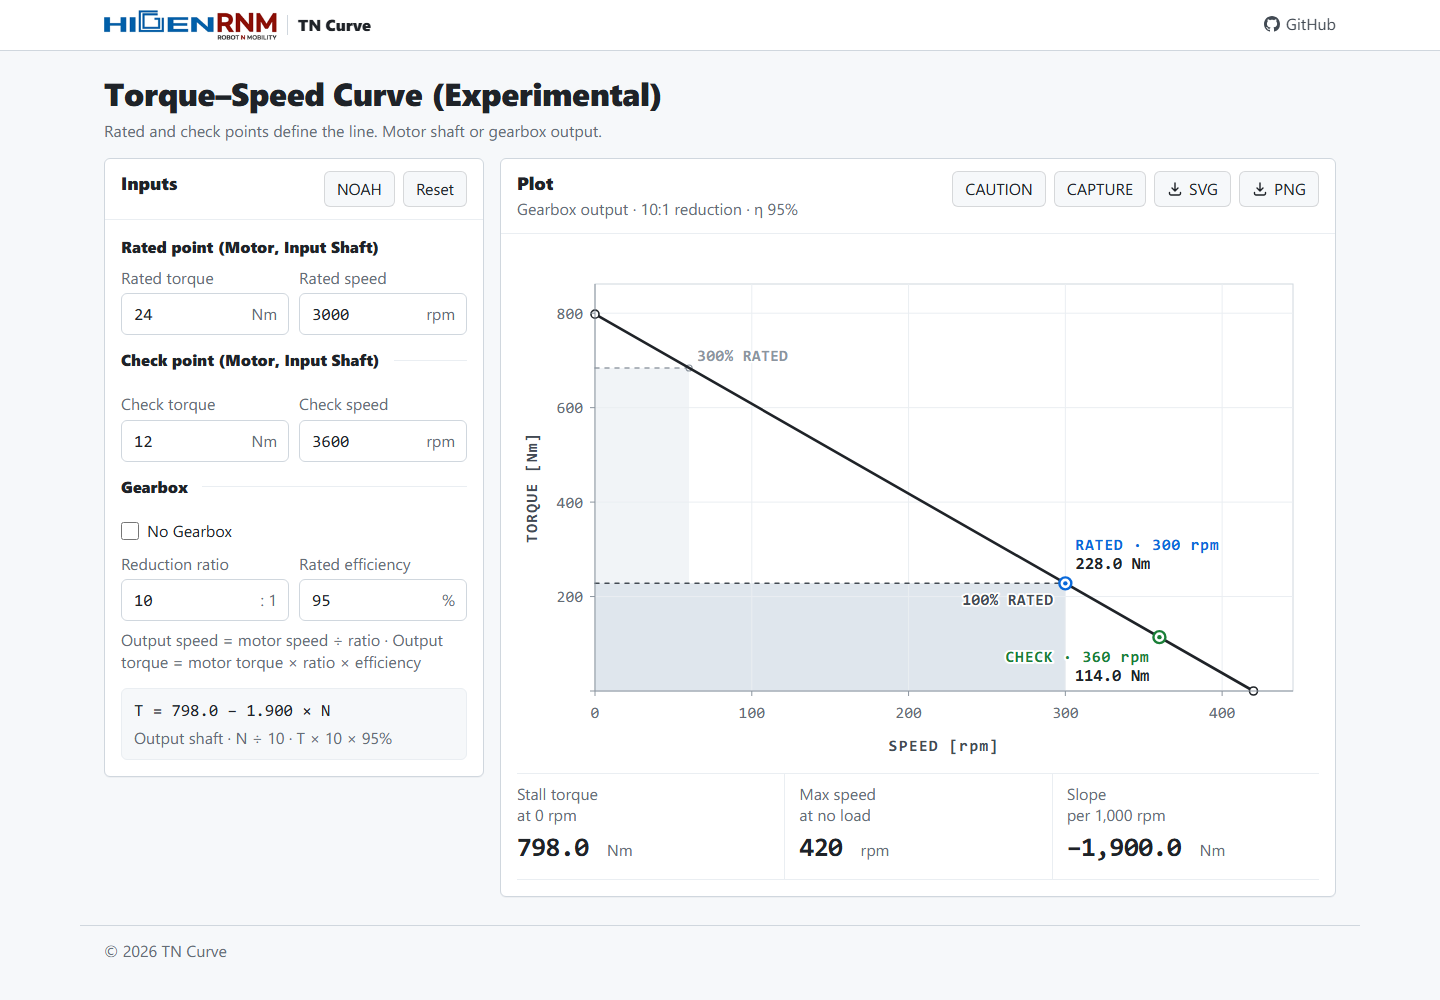 HIGENRNM
ROBOT N MOBILITY
TN Curve
GitHub
Torque–Speed Curve (Experimental)
Rated and check points define the line. Motor shaft or gearbox output.
Inputs
NOAH
Reset
Rated point (Motor, Input Shaft)
Rated torque
Rated speed
24 Nm
3000 rpm
Check point (Motor, Input Shaft)
Check torque
Check speed
12 Nm
3600 rpm
Gearbox
No Gearbox
Reduction ratio
Rated efficiency
10 : 1
95 %
Output speed = motor speed ÷ ratio · Output
torque = motor torque × ratio × efficiency
T = 798.0 − 1.900 × N
Output shaft · N ÷ 10 · T × 10 × 95%
Plot
Gearbox output · 10:1 reduction · η 95%
CAUTION
CAPTURE
SVG
PNG
800
600
400
200
TORQUE [Nm]
300% RATED
RATED · 300 rpm
228.0 Nm
100% RATED
CHECK · 360 rpm
114.0 Nm
0
100
200
300
400
SPEED [rpm]
Stall torque
at 0 rpm
798.0 Nm
Max speed
at no load
420 rpm
Slope
per 1,000 rpm
−1,900.0 Nm
© 2026 TN Curve